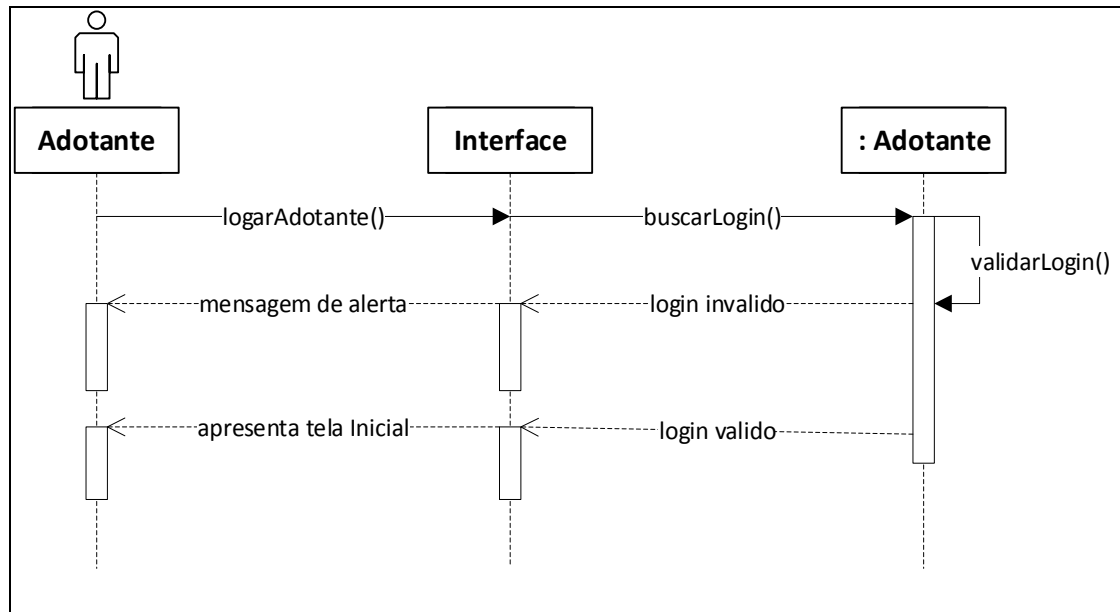 Adotante
Interface
: Adotante
logarAdotante()
buscarLogin()
validarLogin()
mensagem de alerta
login invalido
apresenta tela Inicial
login valido